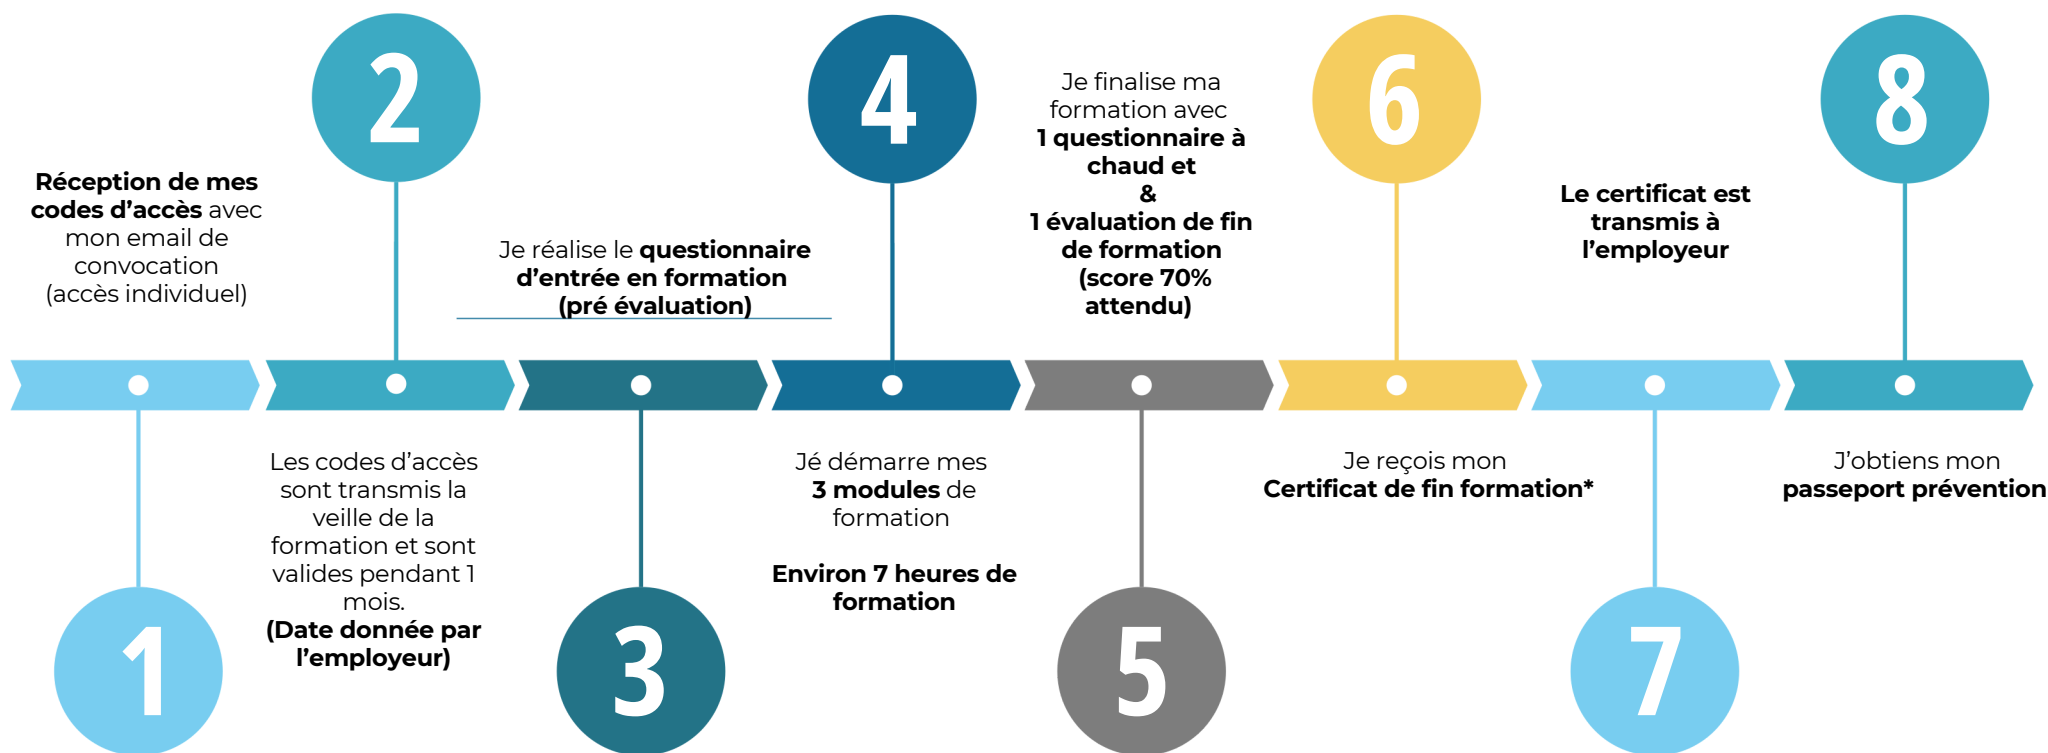 1
Réception de mes
codes d’accès avec
mon email de
convocation
(accès individuel)
2
Les codes d’accès
sont transmis la
veille de la
formation et sont
valides pendant 1
mois.
(Date donnée par
l’employeur)
3
Je réalise le questionnaire
d’entrée en formation
(pré évaluation)
4
Jé démarre mes
3 modules de
formation
Environ 7 heures de
formation
5
Je finalise ma
formation avec
1 questionnaire à
chaud et
&
1 évaluation de fin
de formation
(score 70%
attendu)
6
Je reçois mon
Certificat de fin formation*
7
Le certificat est
transmis à
l’employeur
8
J’obtiens mon
passeport prévention